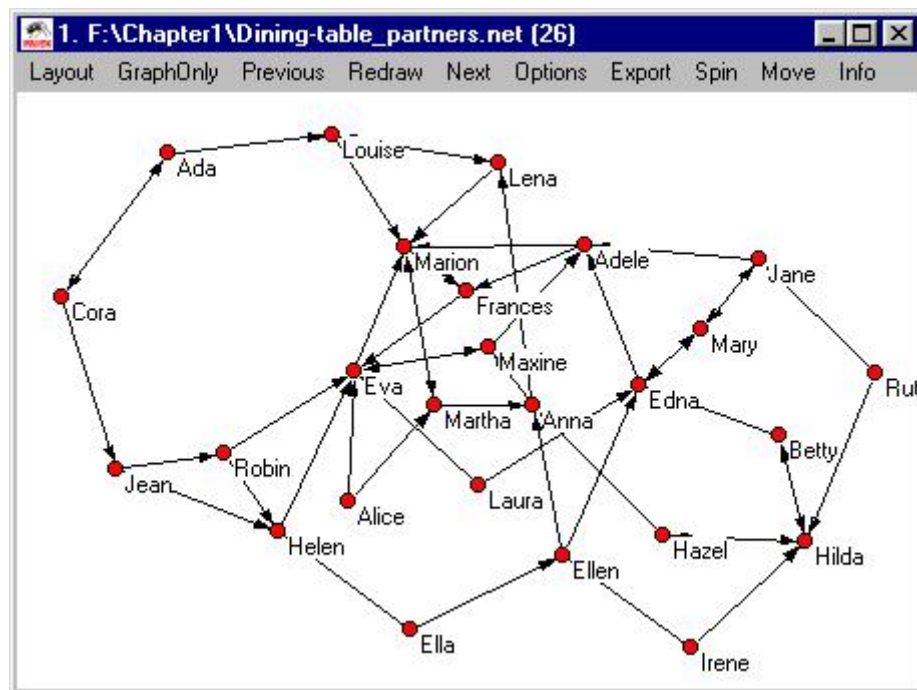 1. F:\Chapter1\Dining-table_partners.net (26)
Layout GraphOnly Previous Redraw Next Options Export Spin Move Info
Louise
Ada
Lena
Marion
Adele
Jane
Frances
Cora
Mary
Maxine
Eva
Rut
Edna
Martha
Anna
Betty
Robin
Jean
Laura
Alice
Helen
Hazel
Hilda
Ellen
Ella
Irene